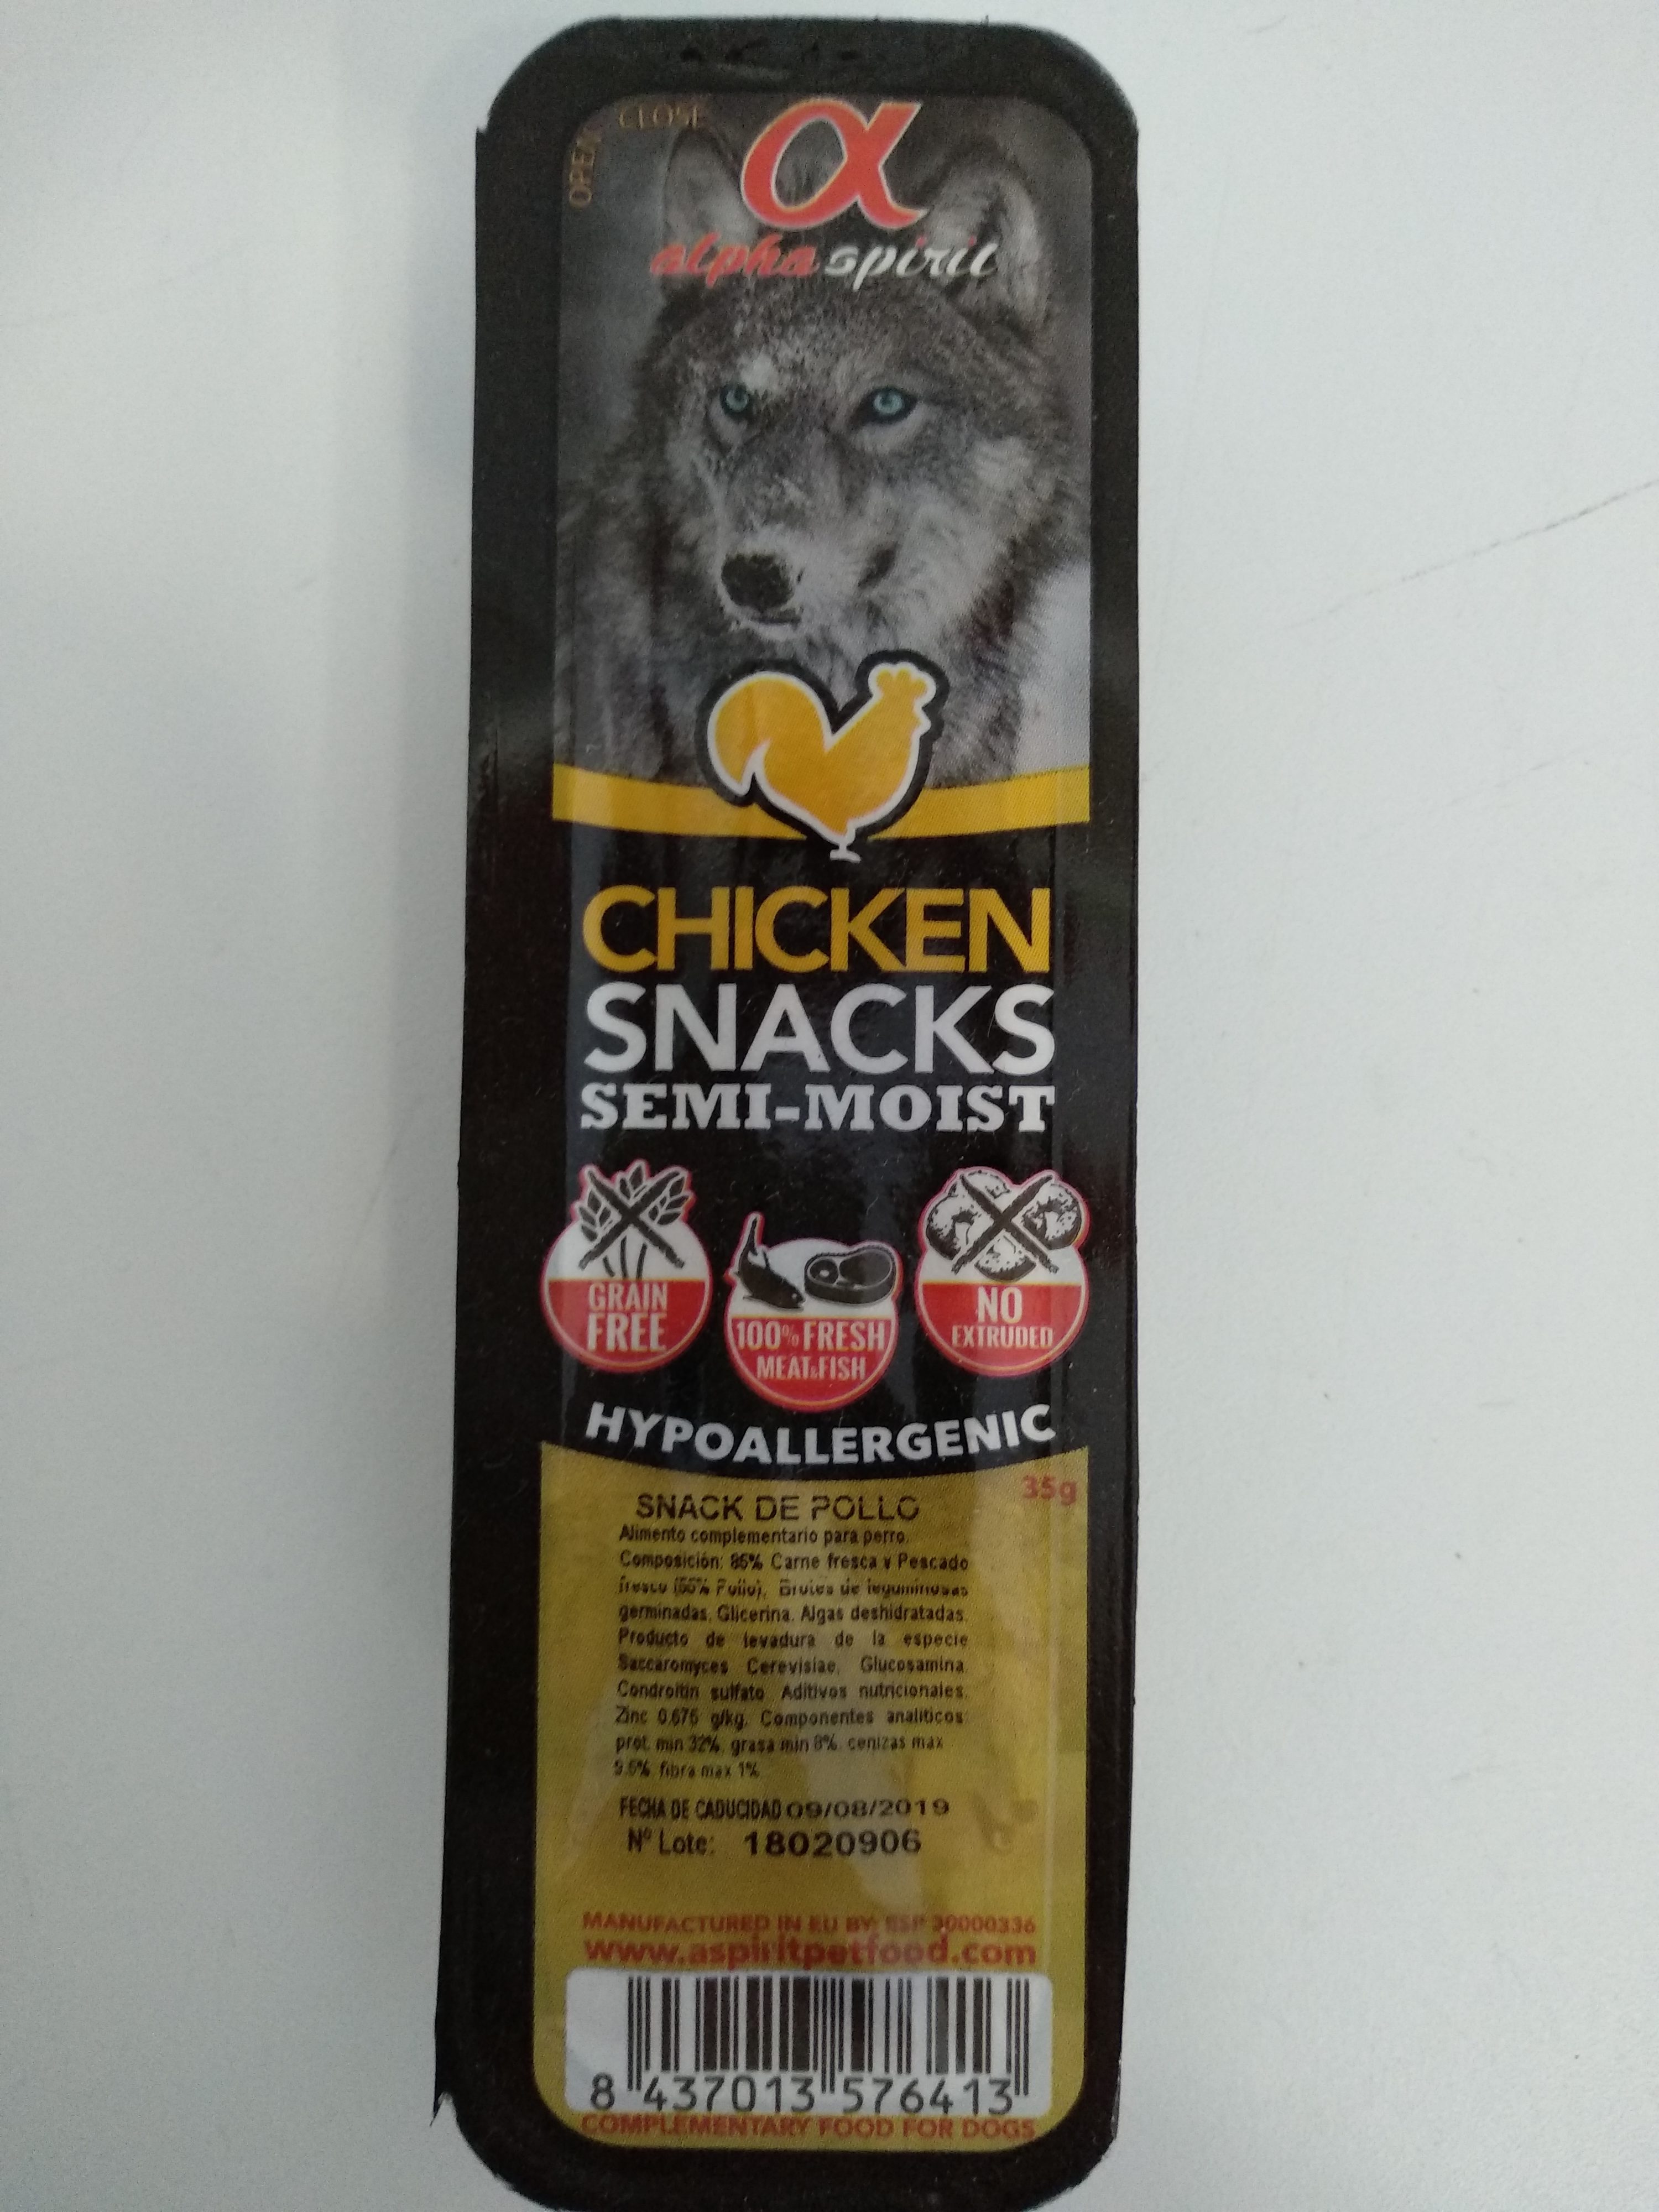 CLOSE
OPEN
α
alpha spirit
CHICKEN
SNACKS
SEMI-MOIST
GRAIN
FREE
100% FRESH
MEAT&FISH
NO
EXTRUDED
HYPOALLERGENIC
35g
SNACK DE POLLO
Alimento complementario para perro.
Composición: 85% Carne fresca y Pescado
fresco Pollo). Brotes de leguminosas
germinadas, Glicerina. Algas deshidratadas.
Producto de levadura de la especie
Saccaromyces Cerevisiae. Glucosamina.
Condroitin sulfato. Aditivos nutricionales.
Zinc 0.675 g/kg. Componentes analíticos:
prot. min 32%, grasa min 8%. cenizas max
fibra max 1%
FECHA DE CADUCIDAD 09/08/2019
Nº Lote: 18020906
MANUFACTURED IN EU BY: ESP 30000336
www.aspiritpetfood.com
8 437013 576413
COMPLEMENTARY FOOD FOR DOGS